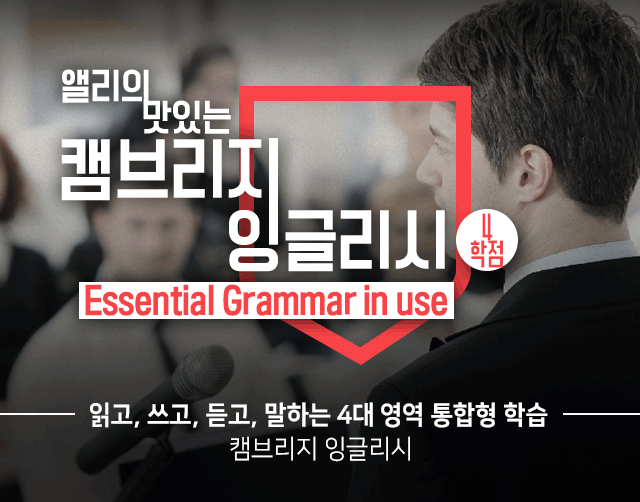 앨리의
맛있는
캠브리지
잉글리시
4
학점
Essential Grammar in use
읽고, 쓰고, 듣고, 말하는 4대 영역 통합형 학습
캠브리지 잉글리시